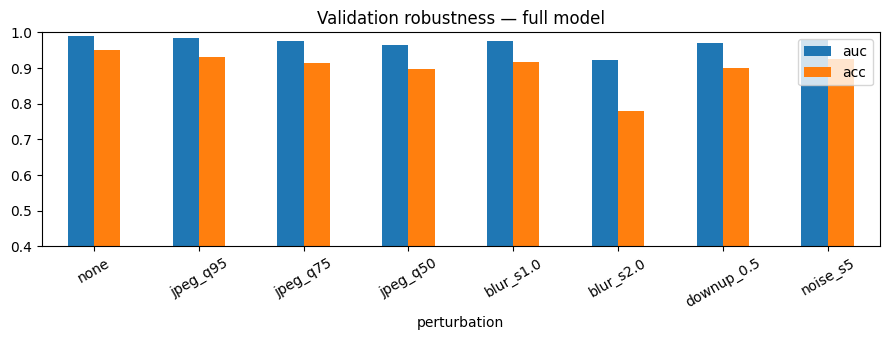 Validation robustness — full model
auc
acc
1.0
0.9
0.8
0.7
0.6
0.5
0.4
none
jpeg_q95
jpeg_q75
jpeg_q50
blur_s1.0
blur_s2.0
downup_0.5
noise_s5
perturbation